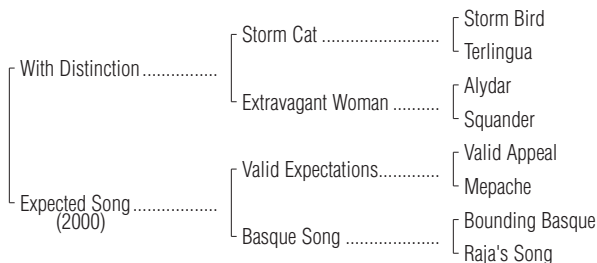 Storm Bird
Storm Cat ......................
Terlingua
With Distinction ...............
Alydar
Extravagant Woman ..........
Squander
Valid Appeal
Valid Expectations.............
Mepache
Expected Song .................
(2000)
Bounding Basque
Basque Song ..................
Raja's Song